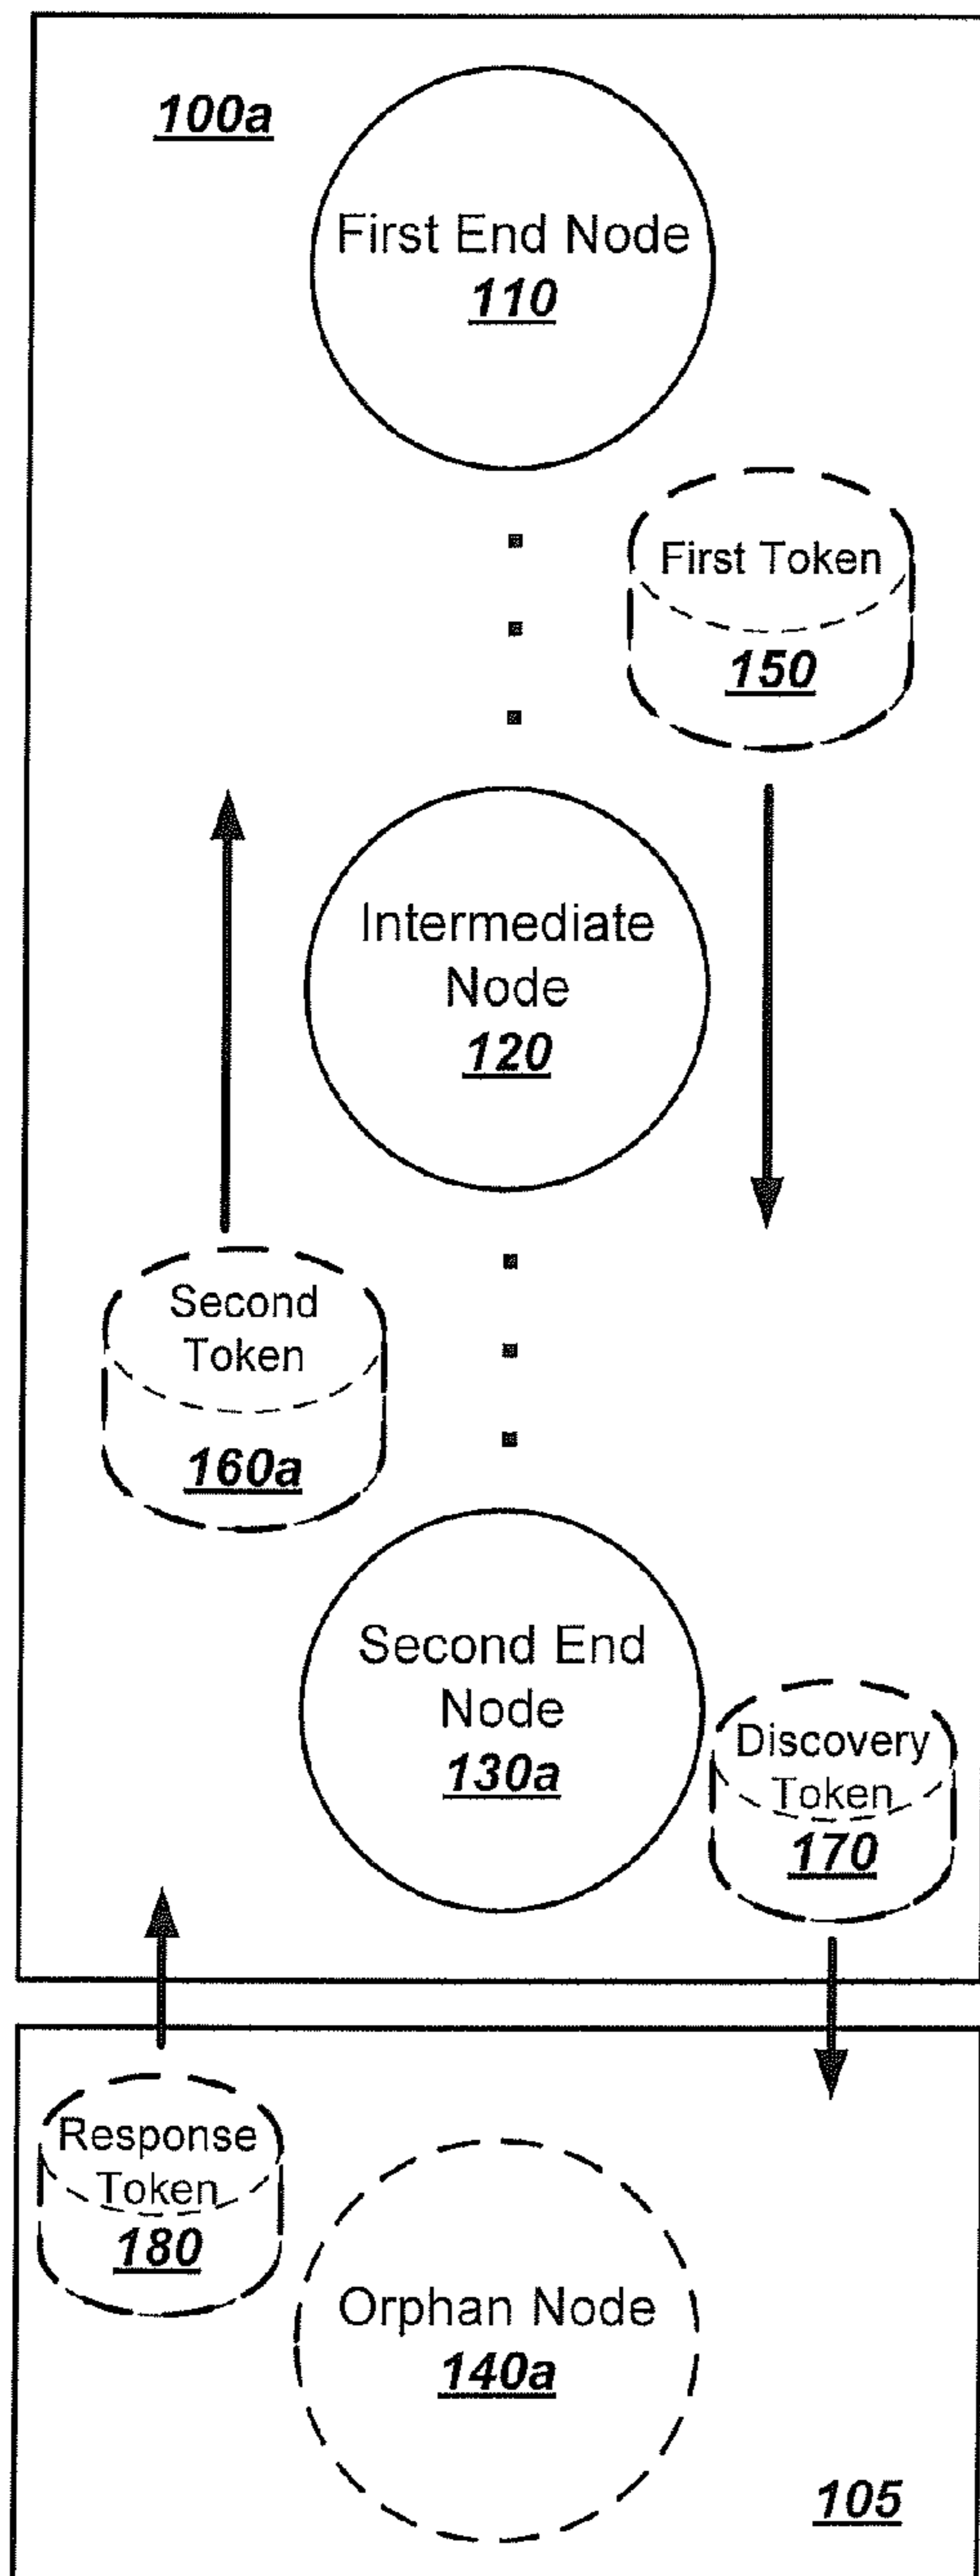 100a
First End Node
110
First Token
150
Intermediate
Node
120
Second
Token
160a
Second End
Node
130a
Discovery
Token
170
Response
Token
180
Orphan Node
140a
105